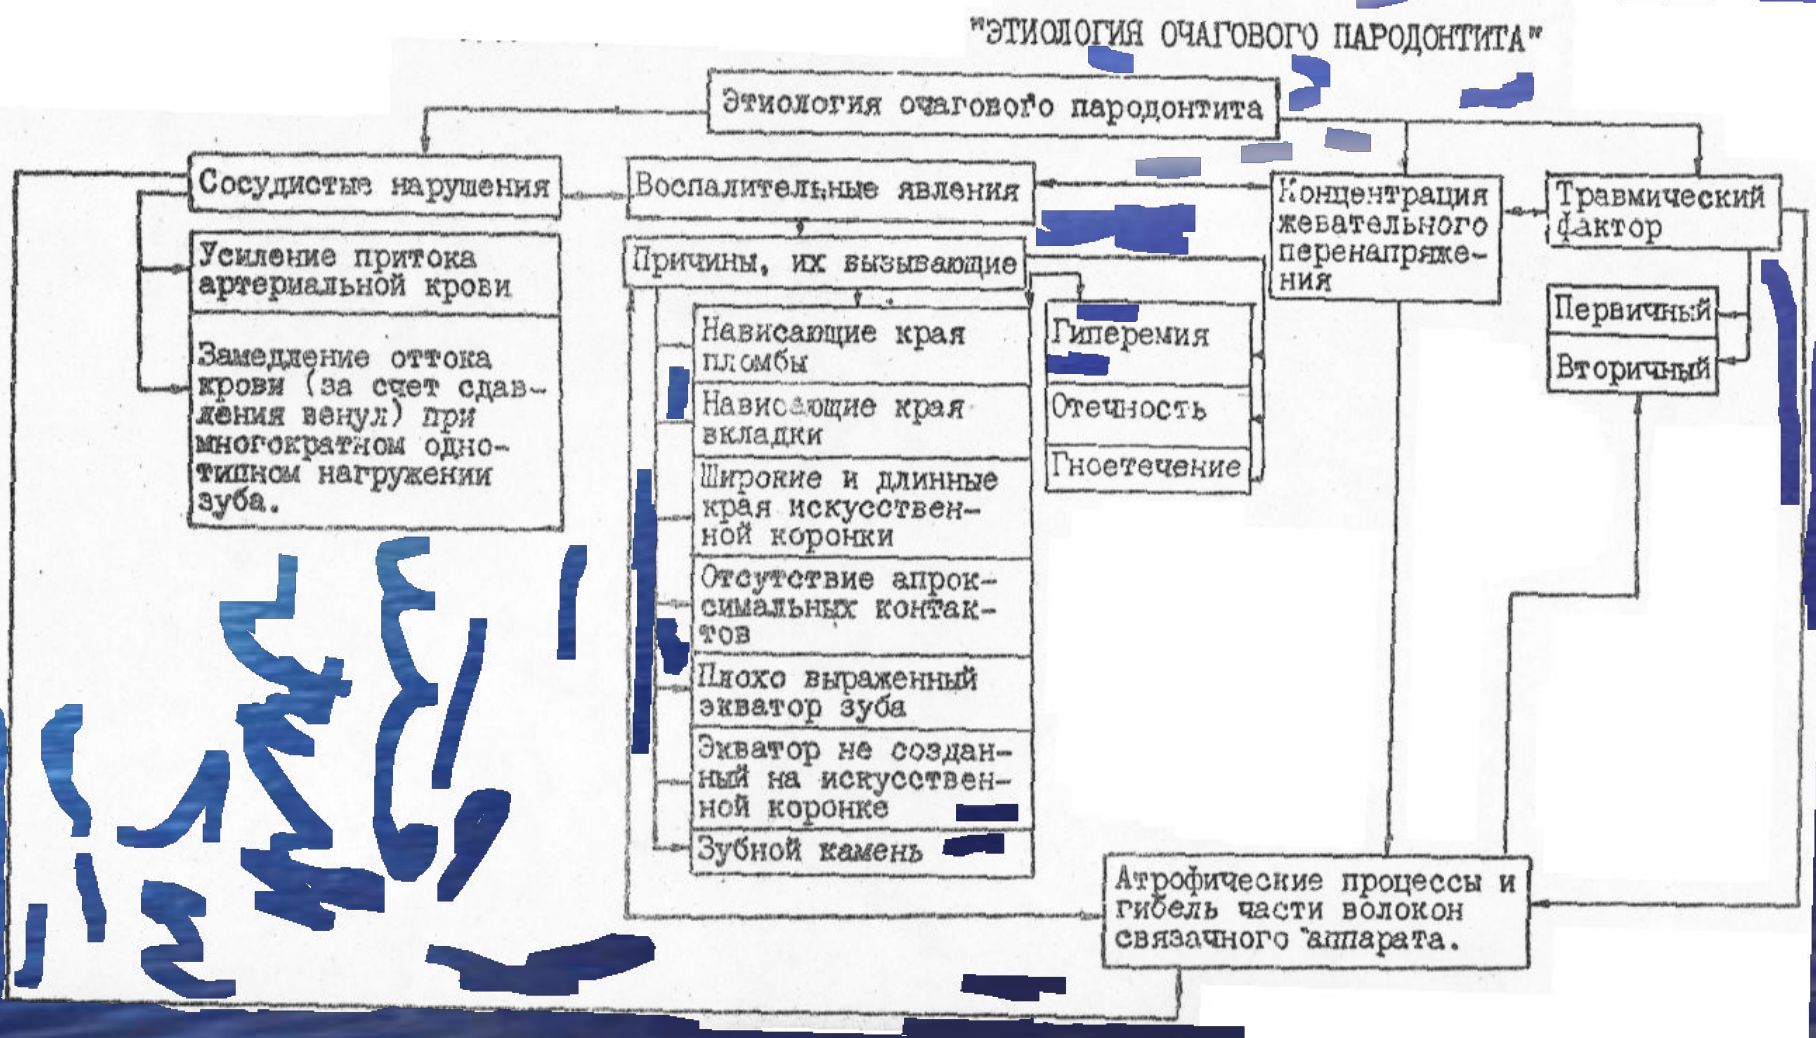 "ЭТИОЛОГИЯ ОЧАГОВОГО ПАРОДОНТИТА"
Этиология очагового пародонтита
Сосудистые нарушения
Усиление притока
артериальной крови
Замедление оттока
крови (за счет сдав-
ления венул) при
многократном одно-
типном нагружении
зуба.
Воспалительные явления
Причины, их вызывающие
Нависающие края
пломбы
Нависающие края
вкладки
Широкие и длинные
края искусствен-
ной коронки
Отсутствие апрок-
симальных контак-
тов
Плохо выраженный
экватор зуба
Экватор не создан-
ный на искусствен-
ной коронке
Зубной камень
Гиперемия
Отечность
Гноетечение
Концентрация
жевательного
перенапряже-
ния
Травмический
фактор
Первичный
Вторичный
Атрофические процессы и
гибель части волокон
связачного аппарата.